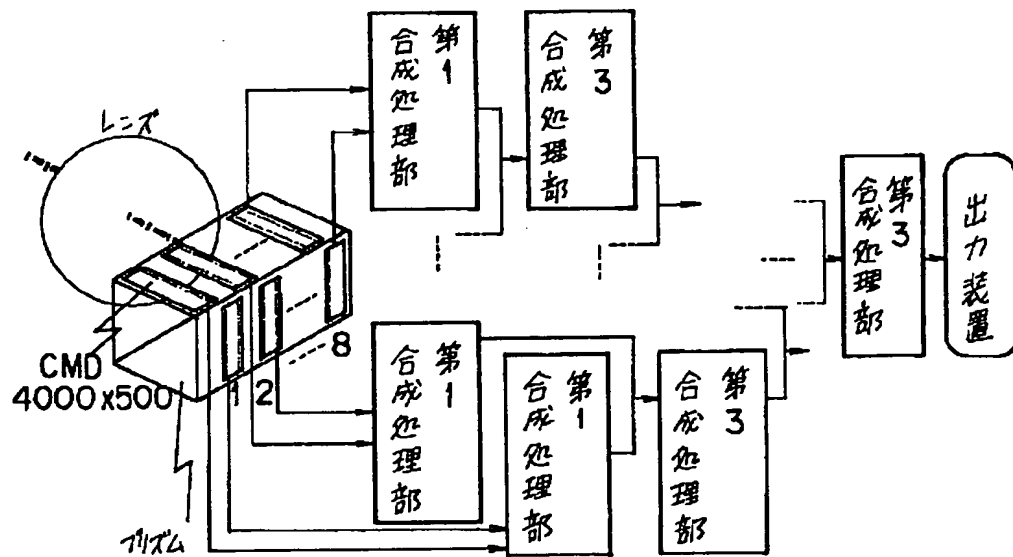 レンズ
CMD
4000x500
1
2
8
プリズム
第1
合成処理部
第3
合成処理部
第1
合成処理部
第1
合成処理部
第3
合成処理部
第3
合成処理部
出力装置